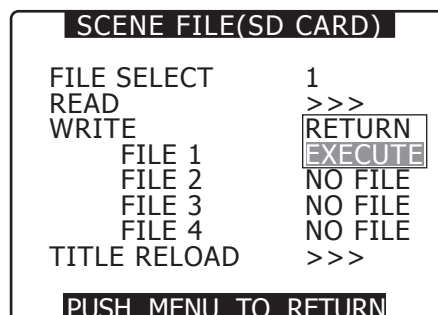 SCENE FILE(SD CARD)
FILE SELECT 1
READ >>>
WRITE RETURN
FILE 1 EXECUTE
FILE 2 NO FILE
FILE 3 NO FILE
FILE 4 NO FILE
TITLE RELOAD >>>
PUSH MENU TO RETURN